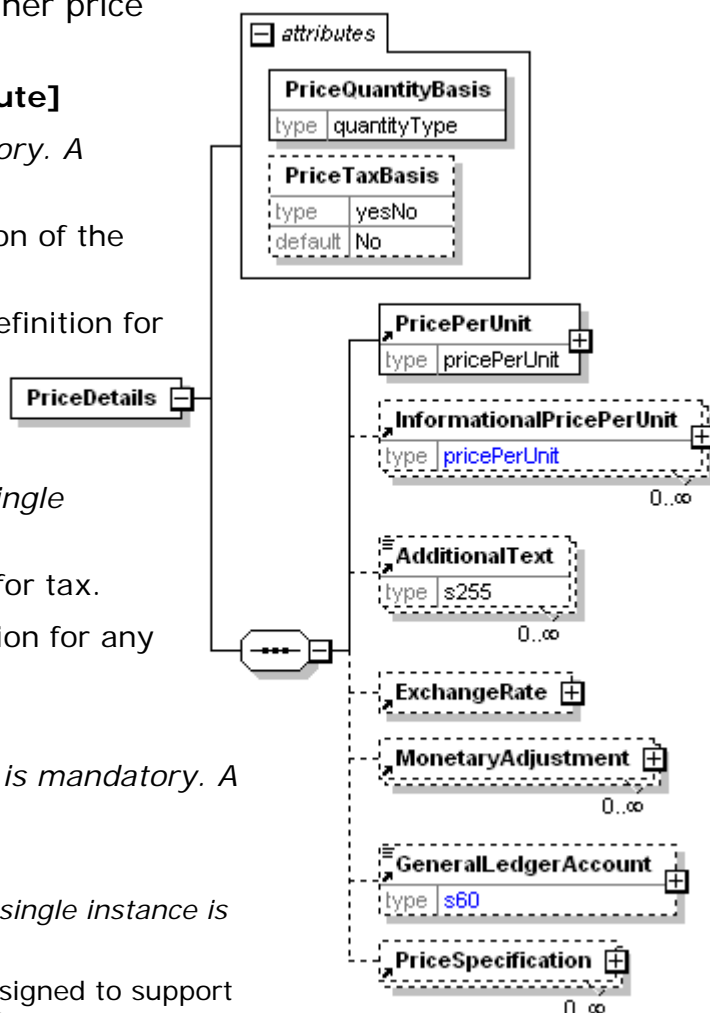 her price
ute]
ory. A
on of the
efinition for
ingle
for tax.
ion for any
is mandatory. A
single instance is
signed to support
attributes
PriceQuantityBasis
type quantityType
PriceTaxBasis
type yesNo
default No
PriceDetails
PricePerUnit
type pricePerUnit
InformationalPricePerUnit
type pricePerUnit
0..∞
AdditionalText
type s255
0..∞
ExchangeRate
MonetaryAdjustment
0..∞
GeneralLedgerAccount
type s60
PriceSpecification
0..∞